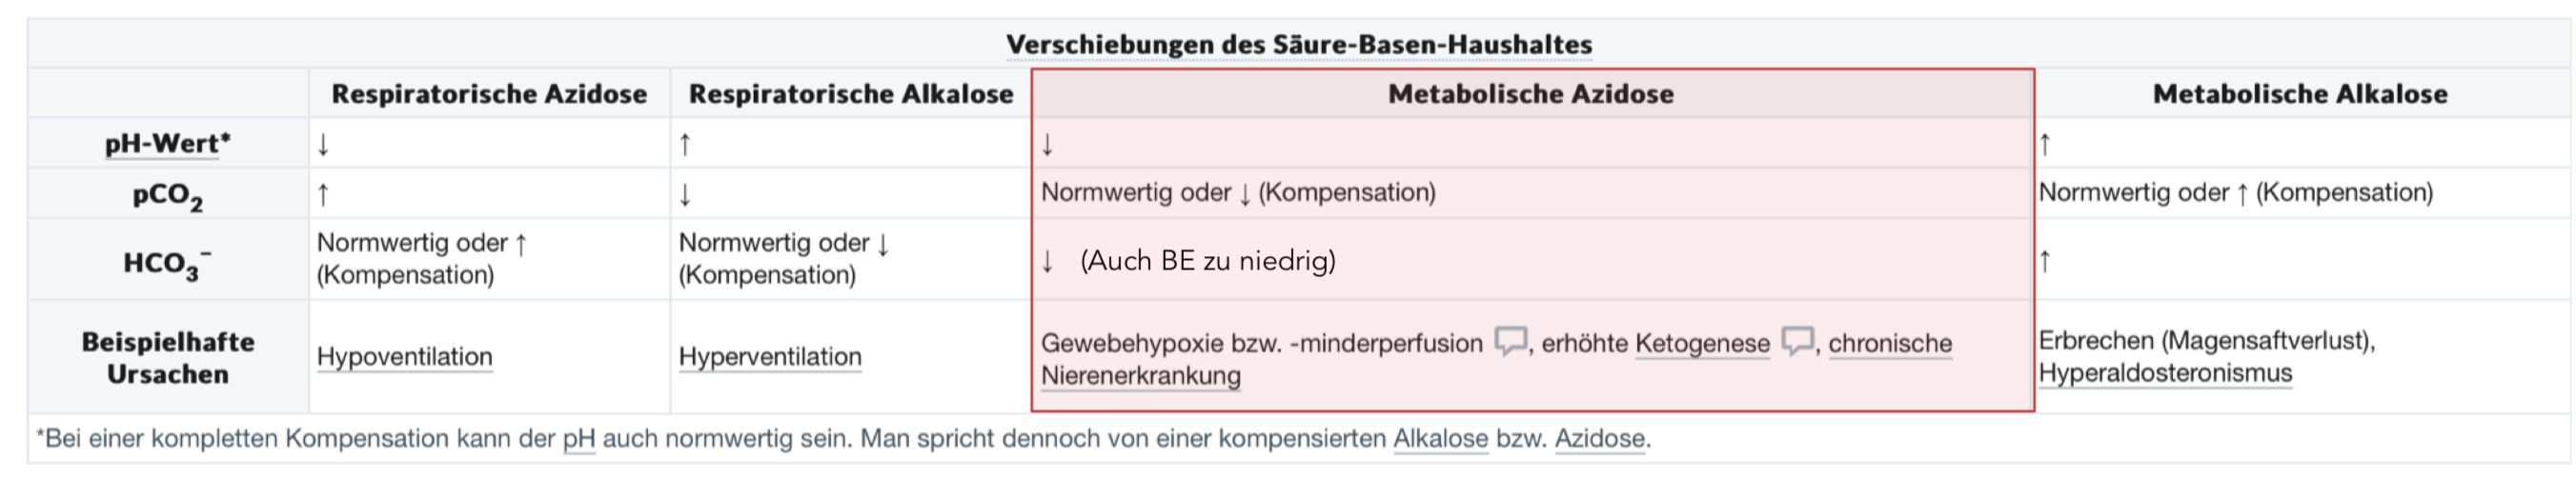 Verschiebungen des Säure-Basen-Haushaltes
Respiratorische Azidose Respiratorische Alkalose Metabolische Azidose Metabolische Alkalose
pH-Wert* ↓ ↑ ↓ ↑
pCO₂ ↑ ↓ Normwertig oder ↓ (Kompensation) Normwertig oder ↑ (Kompensation)
HCO₃⁻ Normwertig oder ↑ (Kompensation) Normwertig oder ↓ (Kompensation) ↓ (Auch BE zu niedrig) ↑
Beispielhafte Ursachen Hypoventilation Hyperventilation Gewebehypoxie bzw. -minderperfusion , erhöhte Ketogenese , chronische Nierenerkrankung Erbrechen (Magensaftverlust), Hyperaldosteronismus
*Bei einer kompletten Kompensation kann der pH auch normwertig sein. Man spricht dennoch von einer kompensierten Alkalose bzw. Azidose.